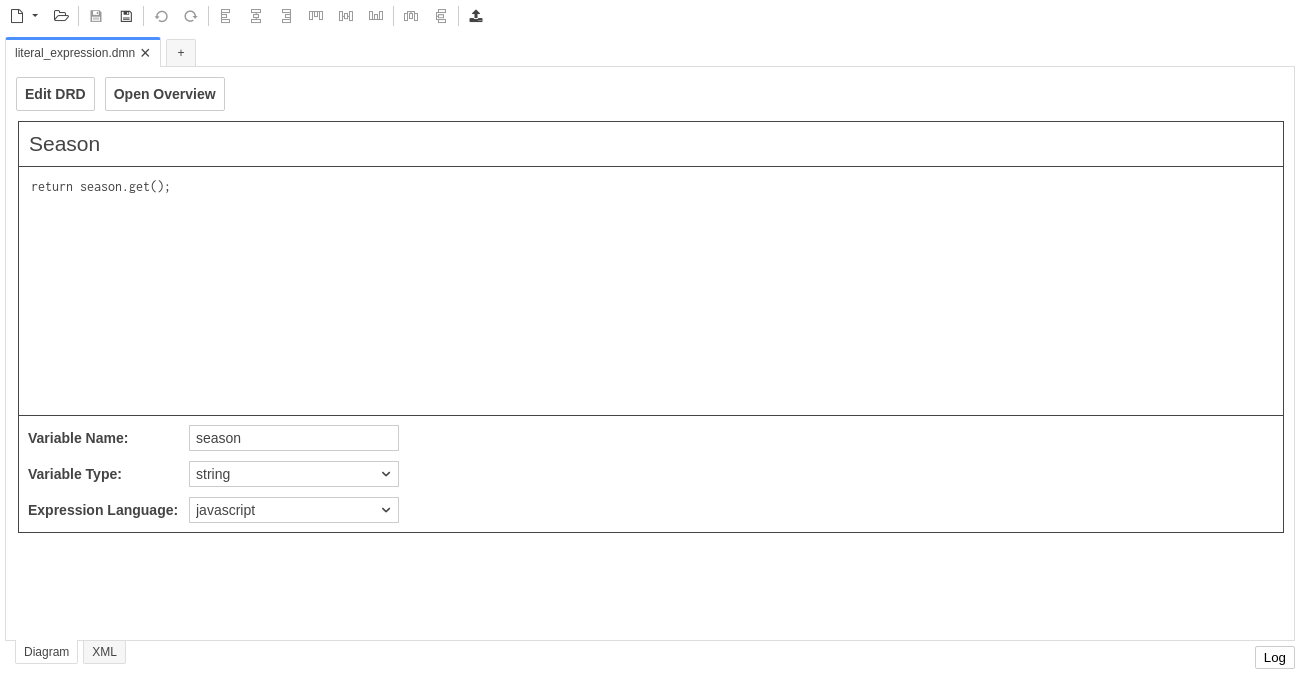 literal_expression.dmn
+
Edit DRD Open Overview
Season
return season.get();
Variable Name: season
Variable Type: string
Expression Language: javascript
Diagram XML
Log